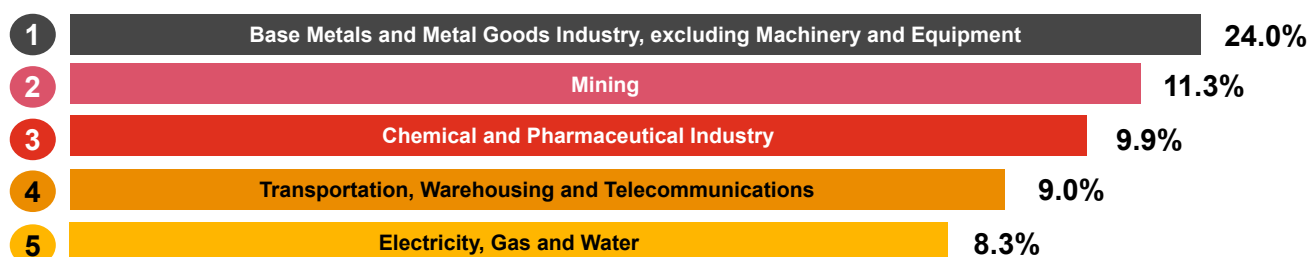 1 Base Metals and Metal Goods Industry, excluding Machinery and Equipment 24.0%
2 Mining 11.3%
3 Chemical and Pharmaceutical Industry 9.9%
4 Transportation, Warehousing and Telecommunications 9.0%
5 Electricity, Gas and Water 8.3%